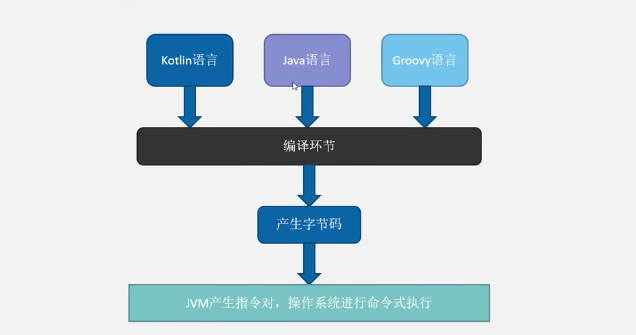 Kotlin语言
Java语言
Groovy语言
编译环节
产生字节码
JVM产生指令对，操作系统进行命令式执行